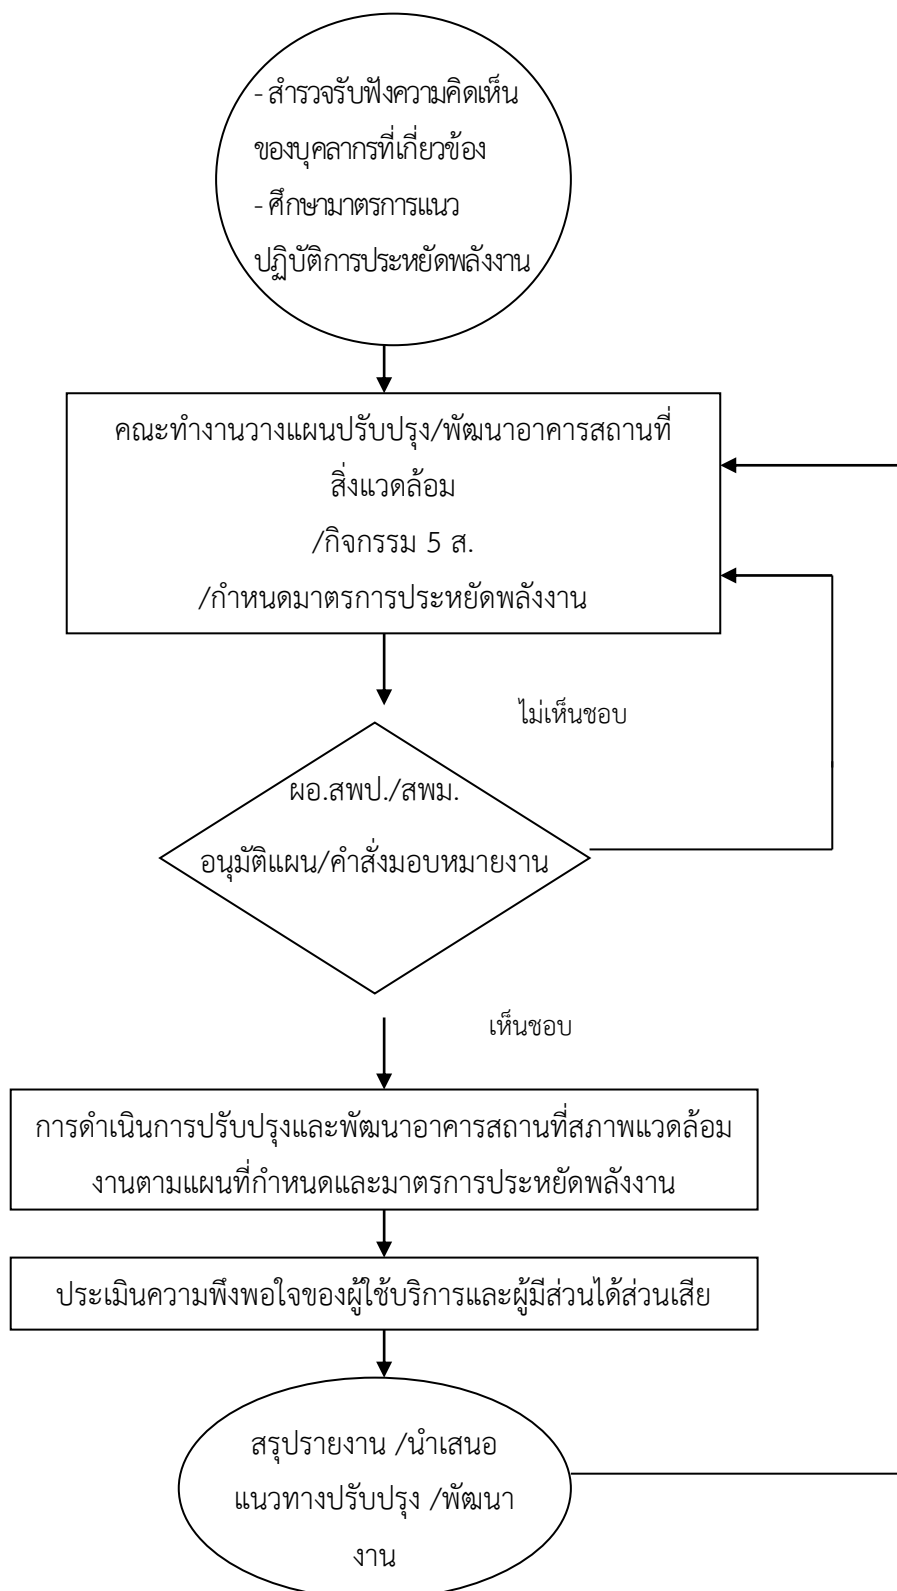 - สำรวจรับฟังความคิดเห็น
ของบุคลากรที่เกี่ยวข้อง
- ศึกษามาตรการแนว
ปฏิบัติการประหยัดพลังงาน
คณะทำงานวางแผนปรับปรุง/พัฒนาอาคารสถานที่
สิ่งแวดล้อม
/กิจกรรม 5 ส.
/กำหนดมาตรการประหยัดพลังงาน
ไม่เห็นชอบ
ผอ.สพป./สพม.
อนุมัติแผน/คำสั่งมอบหมายงาน
เห็นชอบ
การดำเนินการปรับปรุงและพัฒนาอาคารสถานที่สภาพแวดล้อม
งานตามแผนที่กำหนดและมาตรการประหยัดพลังงาน
ประเมินความพึงพอใจของผู้ใช้บริการและผู้มีส่วนได้ส่วนเสีย
สรุปรายงาน /นำเสนอ
แนวทางปรับปรุง /พัฒนา
งาน